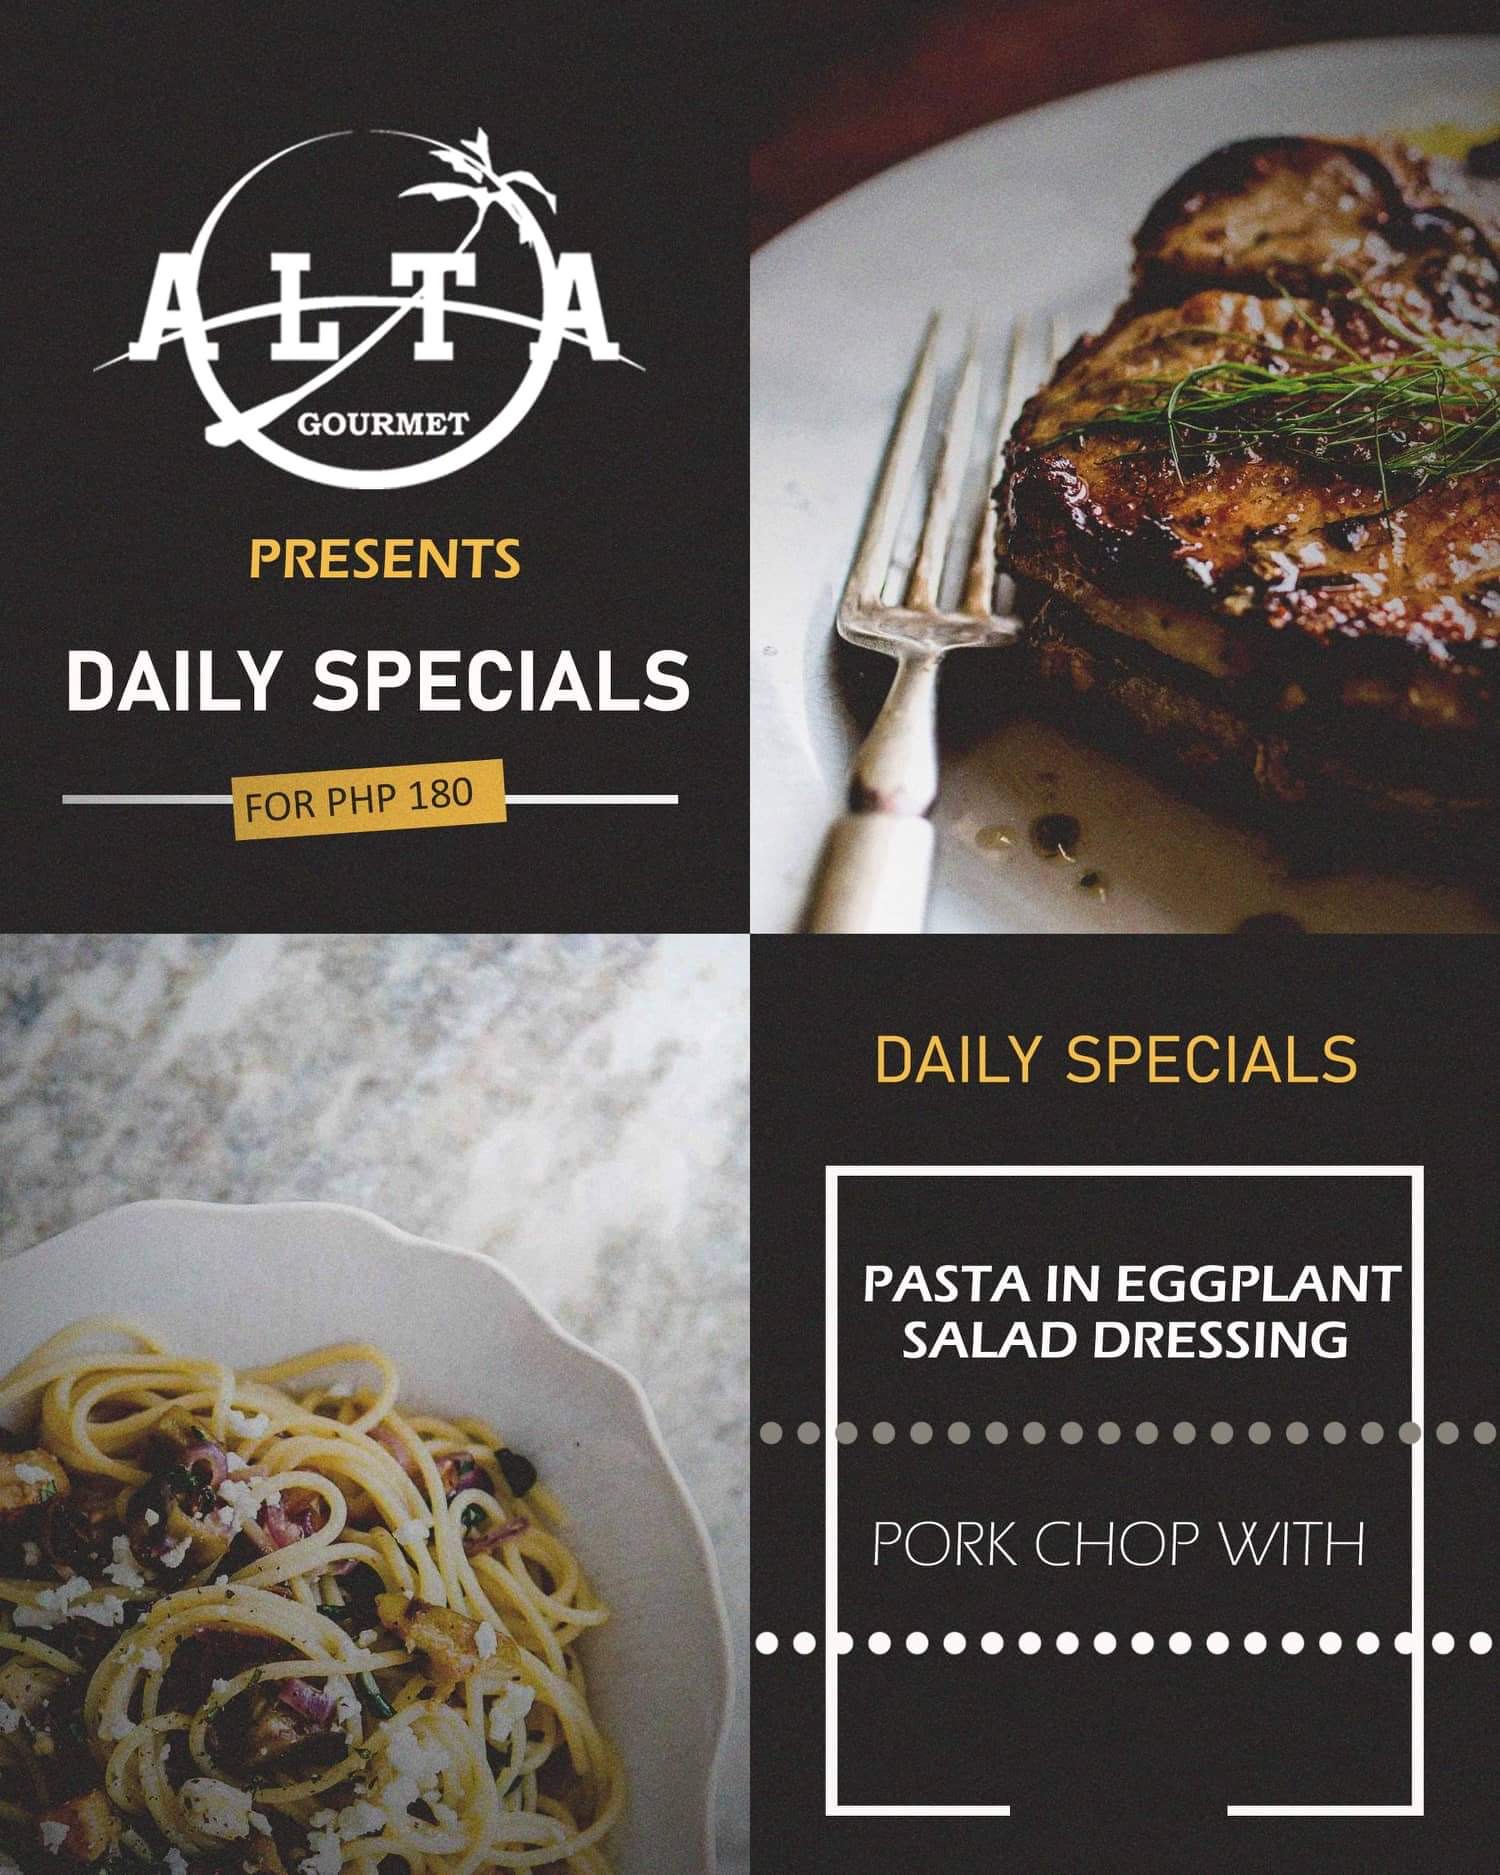 ALTA
GOURMET
PRESENTS
DAILY SPECIALS
FOR PHP 180
DAILY SPECIALS
PASTA IN EGGPLANT
SALAD DRESSING
PORK CHOP WITH